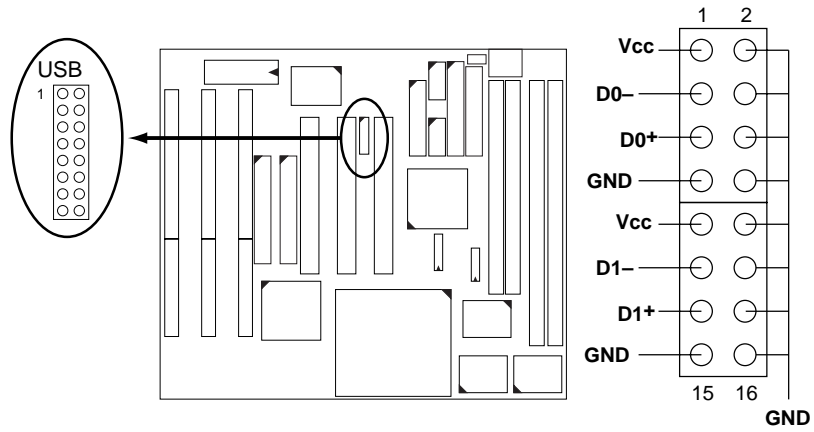 USB
1
1 2
Vcc
D0–
D0+
GND
Vcc
D1–
D1+
GND
15 16
GND